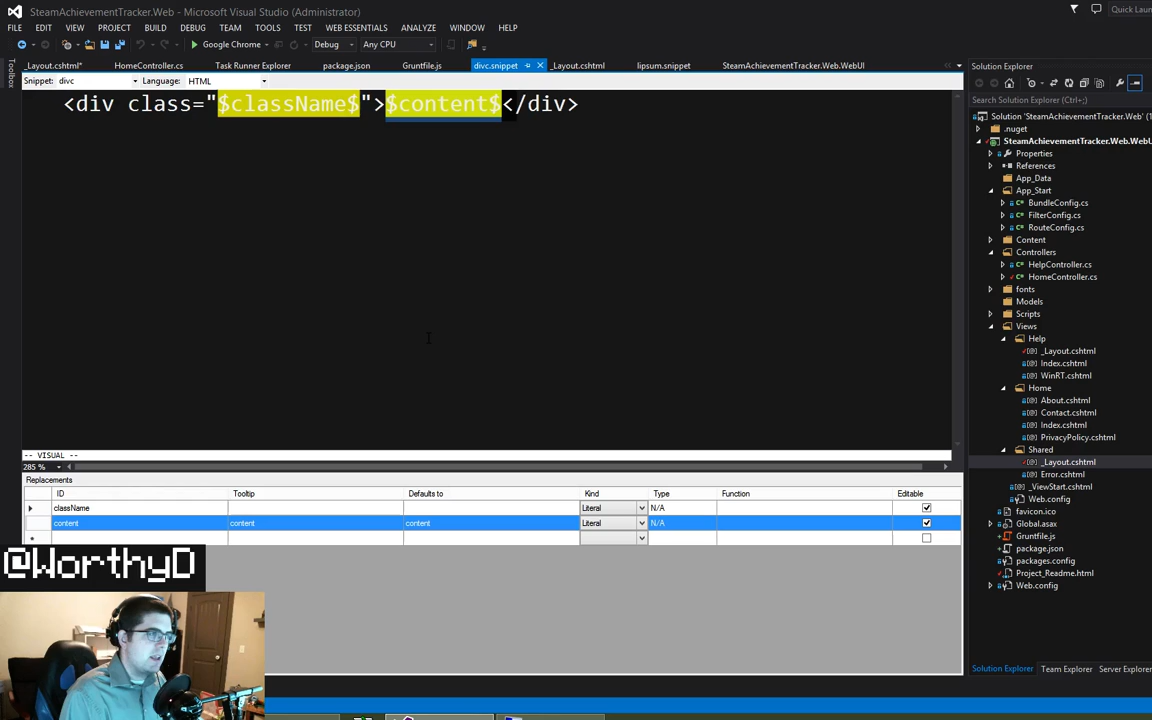 SteamAchievementTracker.Web - Microsoft Visual Studio (Administrator)
Quick Laun
FILE EDIT VIEW PROJECT BUILD DEBUG TEAM TOOLS TEST WEB ESSENTIALS ANALYZE WINDOW HELP
Google Chrome Debug Any CPU
Toolbox
_Layout.cshtml* HomeController.cs Task Runner Explorer package.json Gruntfile.js divc.snippet _Layout.cshtml lipsum.snippet SteamAchievementTracker.Web.WebUI
Snippet: divc Language: HTML
<div class="$className$">$content$</div>
-- VISUAL --
285 %
Replacements
ID Tooltip Defaults to Kind Type Function Editable
className Literal N/A
content content content Literal N/A
@WorthyD
Solution Explorer
Search Solution Explorer (Ctrl+;)
Solution 'SteamAchievementTracker.Web' (1
.nuget
SteamAchievementTracker.Web.WebU
Properties
References
App_Data
App_Start
BundleConfig.cs
FilterConfig.cs
RouteConfig.cs
Content
Controllers
HelpController.cs
HomeController.cs
fonts
Models
Scripts
Views
Help
_Layout.cshtml
Index.cshtml
WinRT.cshtml
Home
About.cshtml
Contact.cshtml
Index.cshtml
PrivacyPolicy.cshtml
Shared
_Layout.cshtml
Error.cshtml
_ViewStart.cshtml
Web.config
favicon.ico
Global.asax
Gruntfile.js
package.json
packages.config
Project_Readme.html
Web.config
Solution Explorer Team Explorer Server Explorer